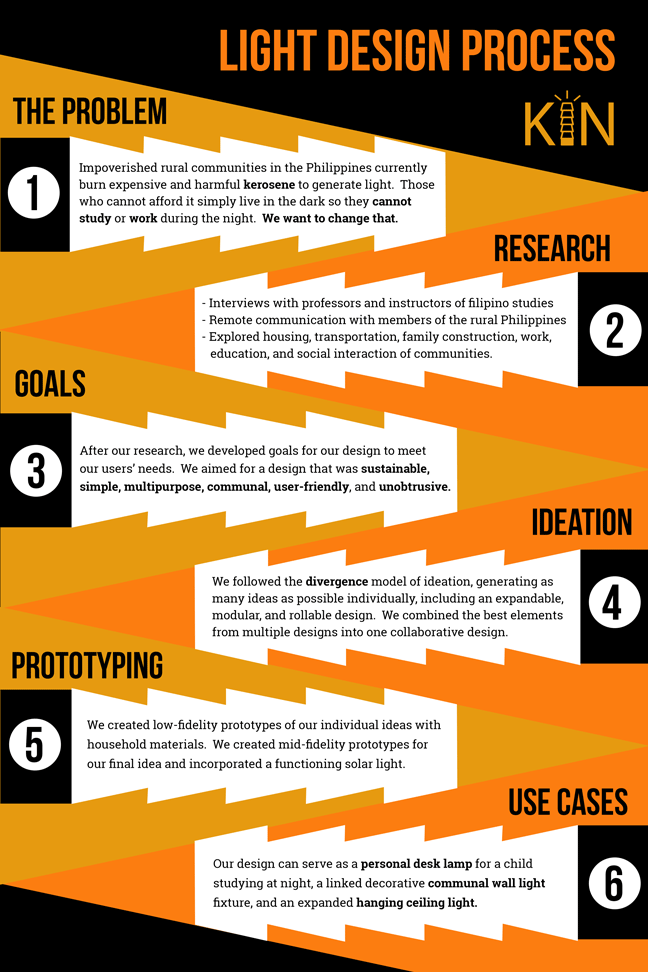 LIGHT DESIGN PROCESS
KIN
THE PROBLEM
1
Impoverished rural communities in the Philippines currently
burn expensive and harmful kerosene to generate light. Those
who cannot afford it simply live in the dark so they cannot
study or work during the night. We want to change that.
RESEARCH
2
- Interviews with professors and instructors of filipino studies
- Remote communication with members of the rural Philippines
- Explored housing, transportation, family construction, work,
education, and social interaction of communities.
GOALS
3
After our research, we developed goals for our design to meet
our users' needs. We aimed for a design that was sustainable,
simple, multipurpose, communal, user-friendly, and unobtrusive.
IDEATION
4
We followed the divergence model of ideation, generating as
many ideas as possible individually, including an expandable,
modular, and rollable design. We combined the best elements
from multiple designs into one collaborative design.
PROTOTYPING
5
We created low-fidelity prototypes of our individual ideas with
household materials. We created mid-fidelity prototypes for
our final idea and incorporated a functioning solar light.
USE CASES
6
Our design can serve as a personal desk lamp for a child
studying at night, a linked decorative communal wall light
fixture, and an expanded hanging ceiling light.